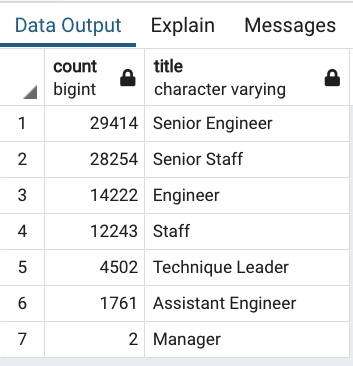 Data Output Explain Messages
count title
bigint character varying
1 29414 Senior Engineer
2 28254 Senior Staff
3 14222 Engineer
4 12243 Staff
5 4502 Technique Leader
6 1761 Assistant Engineer
7 2 Manager